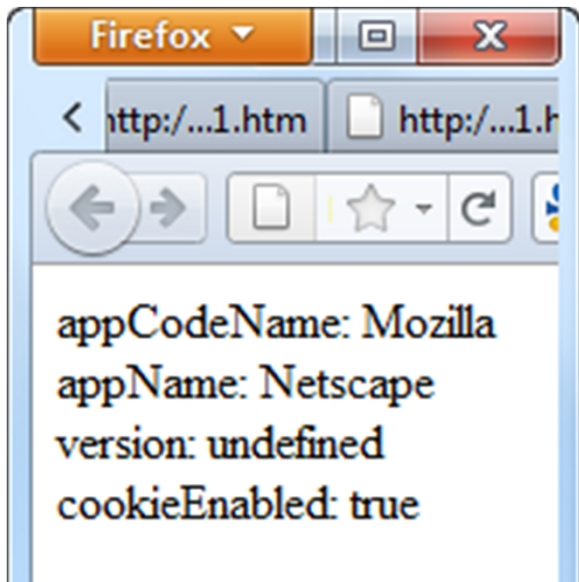 Firefox
http:/...1.htm http:/...1.h
appCodeName: Mozilla
appName: Netscape
version: undefined
cookieEnabled: true